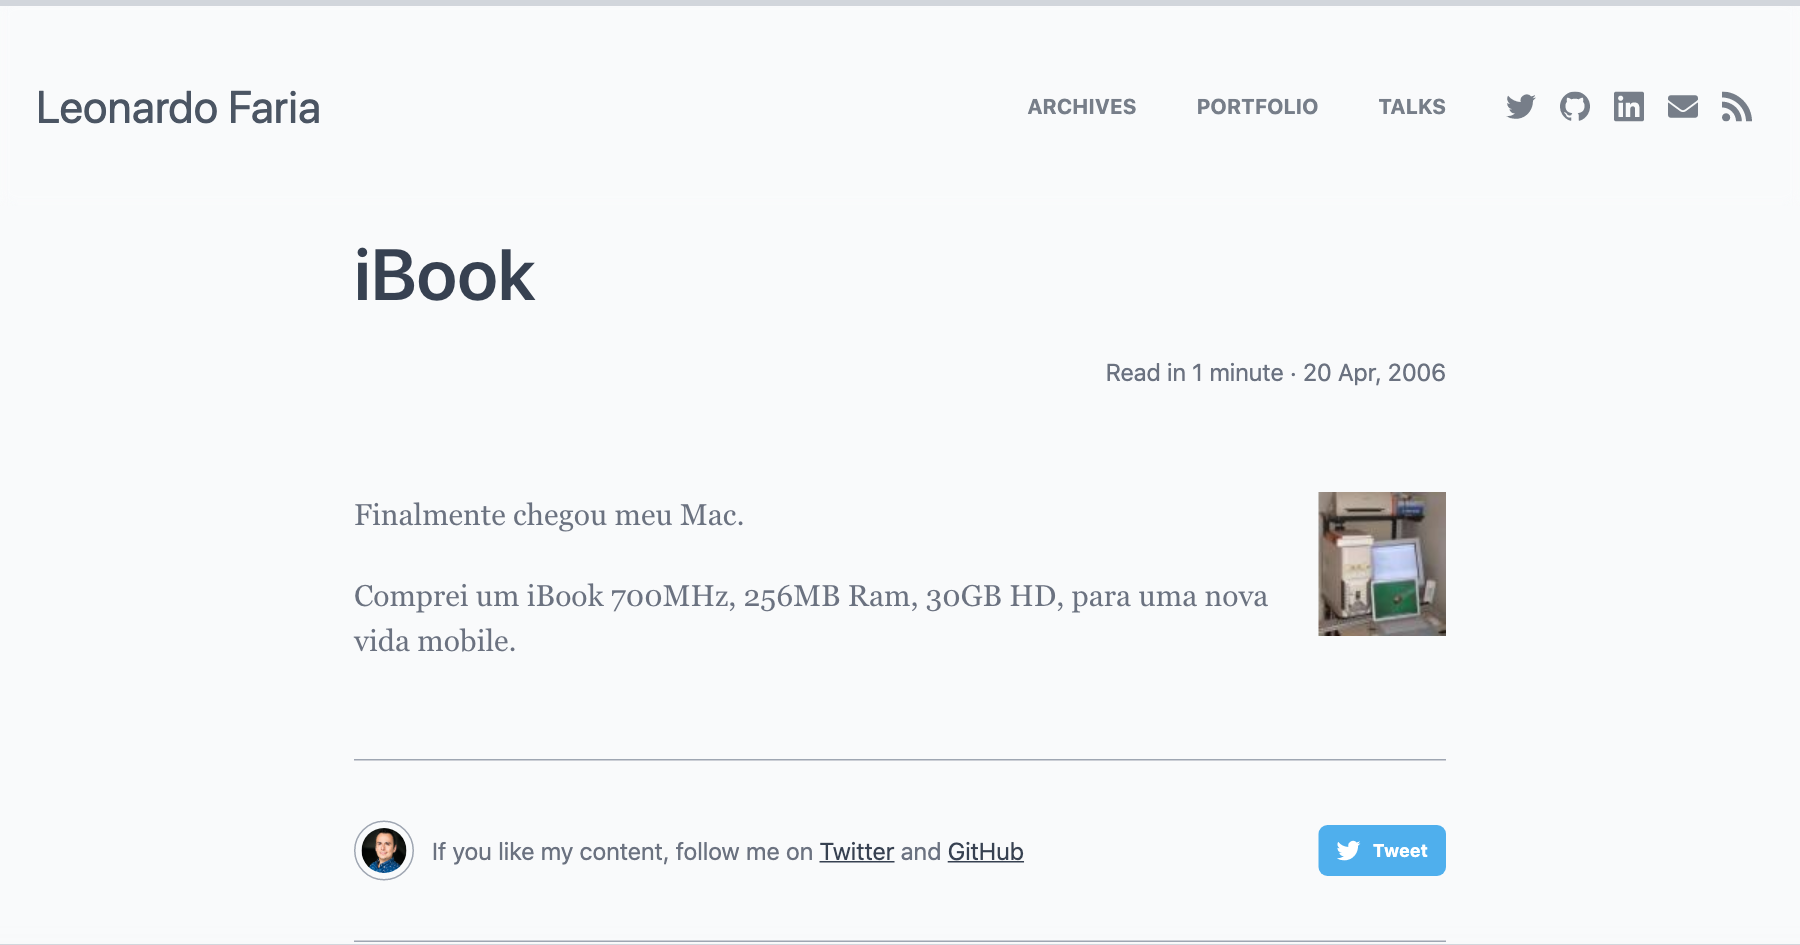 Leonardo Faria
ARCHIVES PORTFOLIO TALKS
iBook
Read in 1 minute · 20 Apr, 2006
Finalmente chegou meu Mac.
Comprei um iBook 700MHz, 256MB Ram, 30GB HD, para uma nova
vida mobile.
If you like my content, follow me on Twitter and GitHub
Tweet